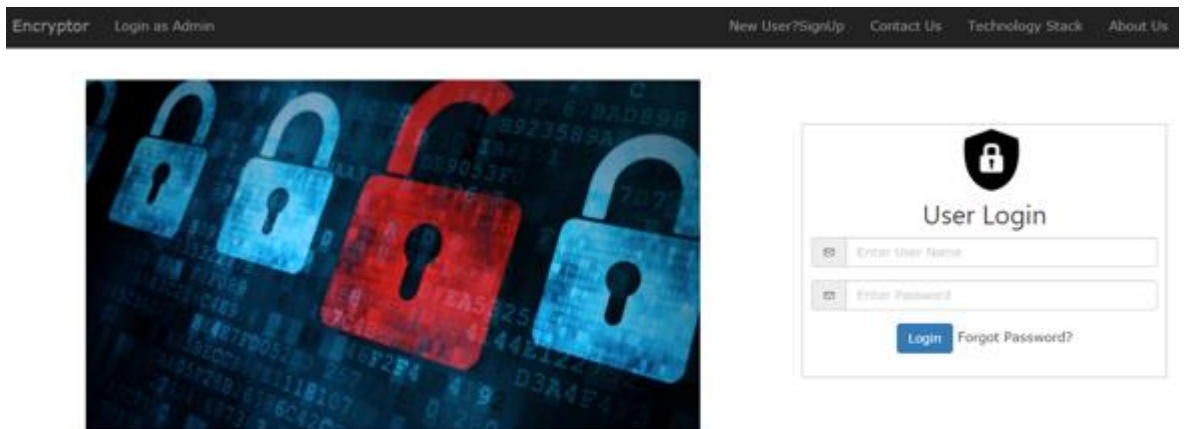 Encryptor Login as Admin New User?SignUp Contact Us Technology Stack About Us
User Login
Enter User Name
Enter Password
Login Forgot Password?